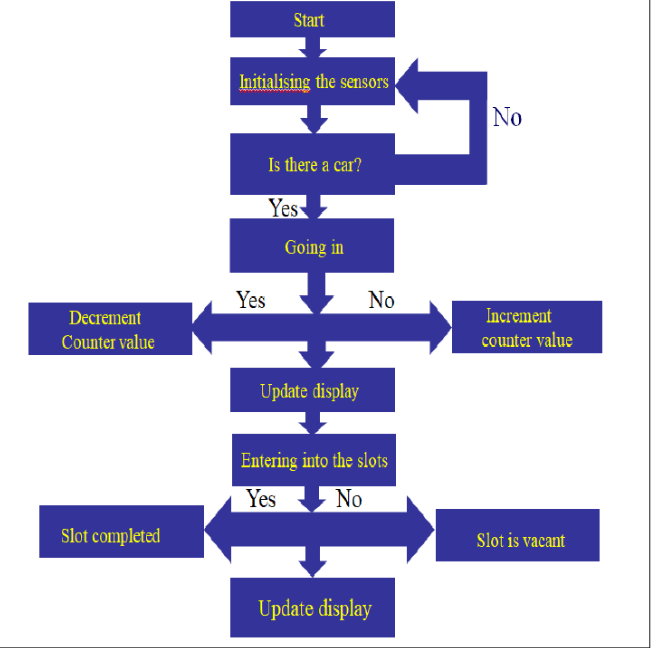 Start
Initialising the sensors
No
Is there a car?
Yes
Going in
Yes
No
Decrement
Counter value
Increment
counter value
Update display
Entering into the slots
Yes
No
Slot completed
Slot is vacant
Update display